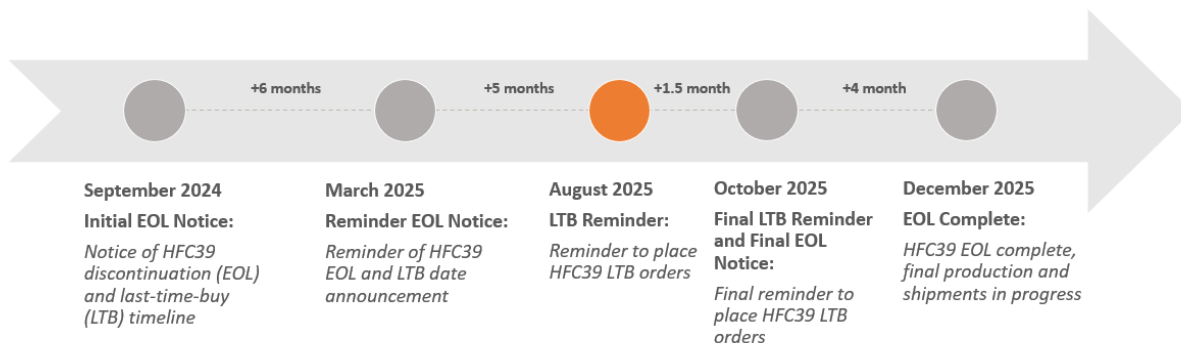 +6 months
+5 months
+1.5 month
+4 month
September 2024
Initial EOL Notice:
Notice of HFC39
discontinuation (EOL)
and last-time-buy
(LTB) timeline
March 2025
Reminder EOL Notice:
Reminder of HFC39
EOL and LTB date
announcement
August 2025
LTB Reminder:
Reminder to place
HFC39 LTB orders
October 2025
Final LTB Reminder
and Final EOL
Notice:
Final reminder to
place HFC39 LTB
orders
December 2025
EOL Complete:
HFC39 EOL complete,
final production and
shipments in progress